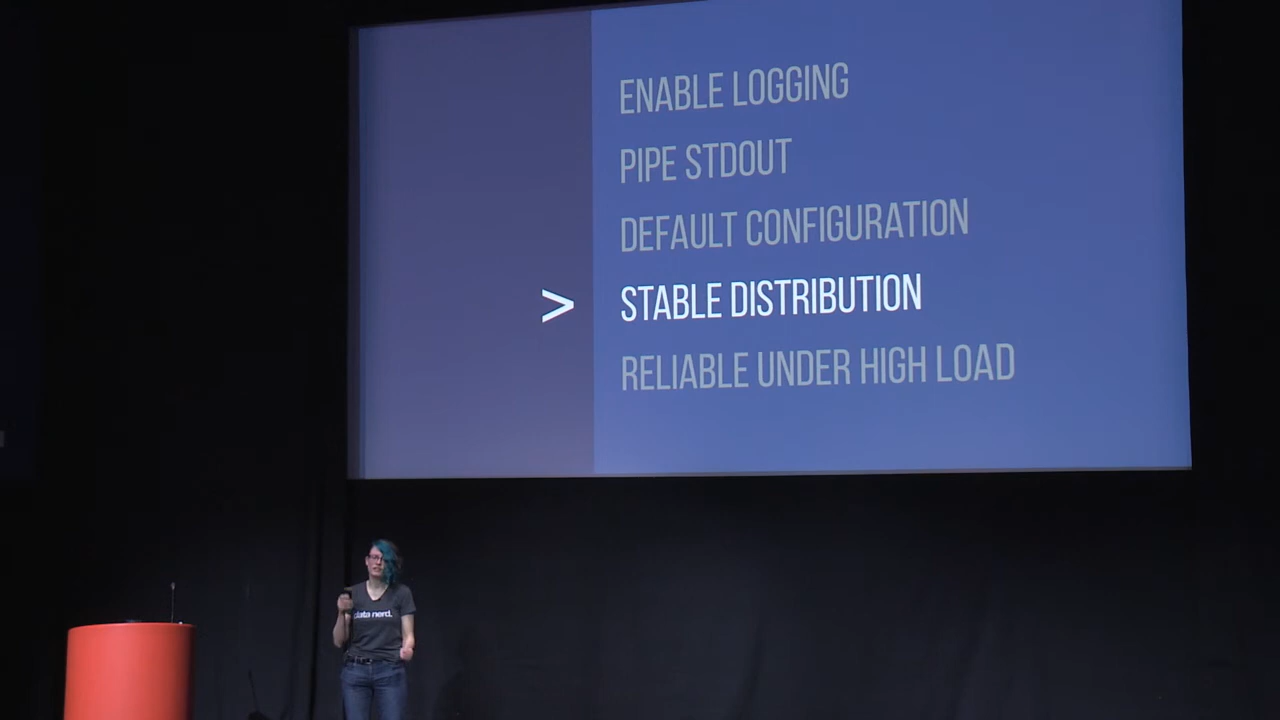 ENABLE LOGGING
PIPE STDOUT
DEFAULT CONFIGURATION
> STABLE DISTRIBUTION
RELIABLE UNDER HIGH LOAD
data nerd.